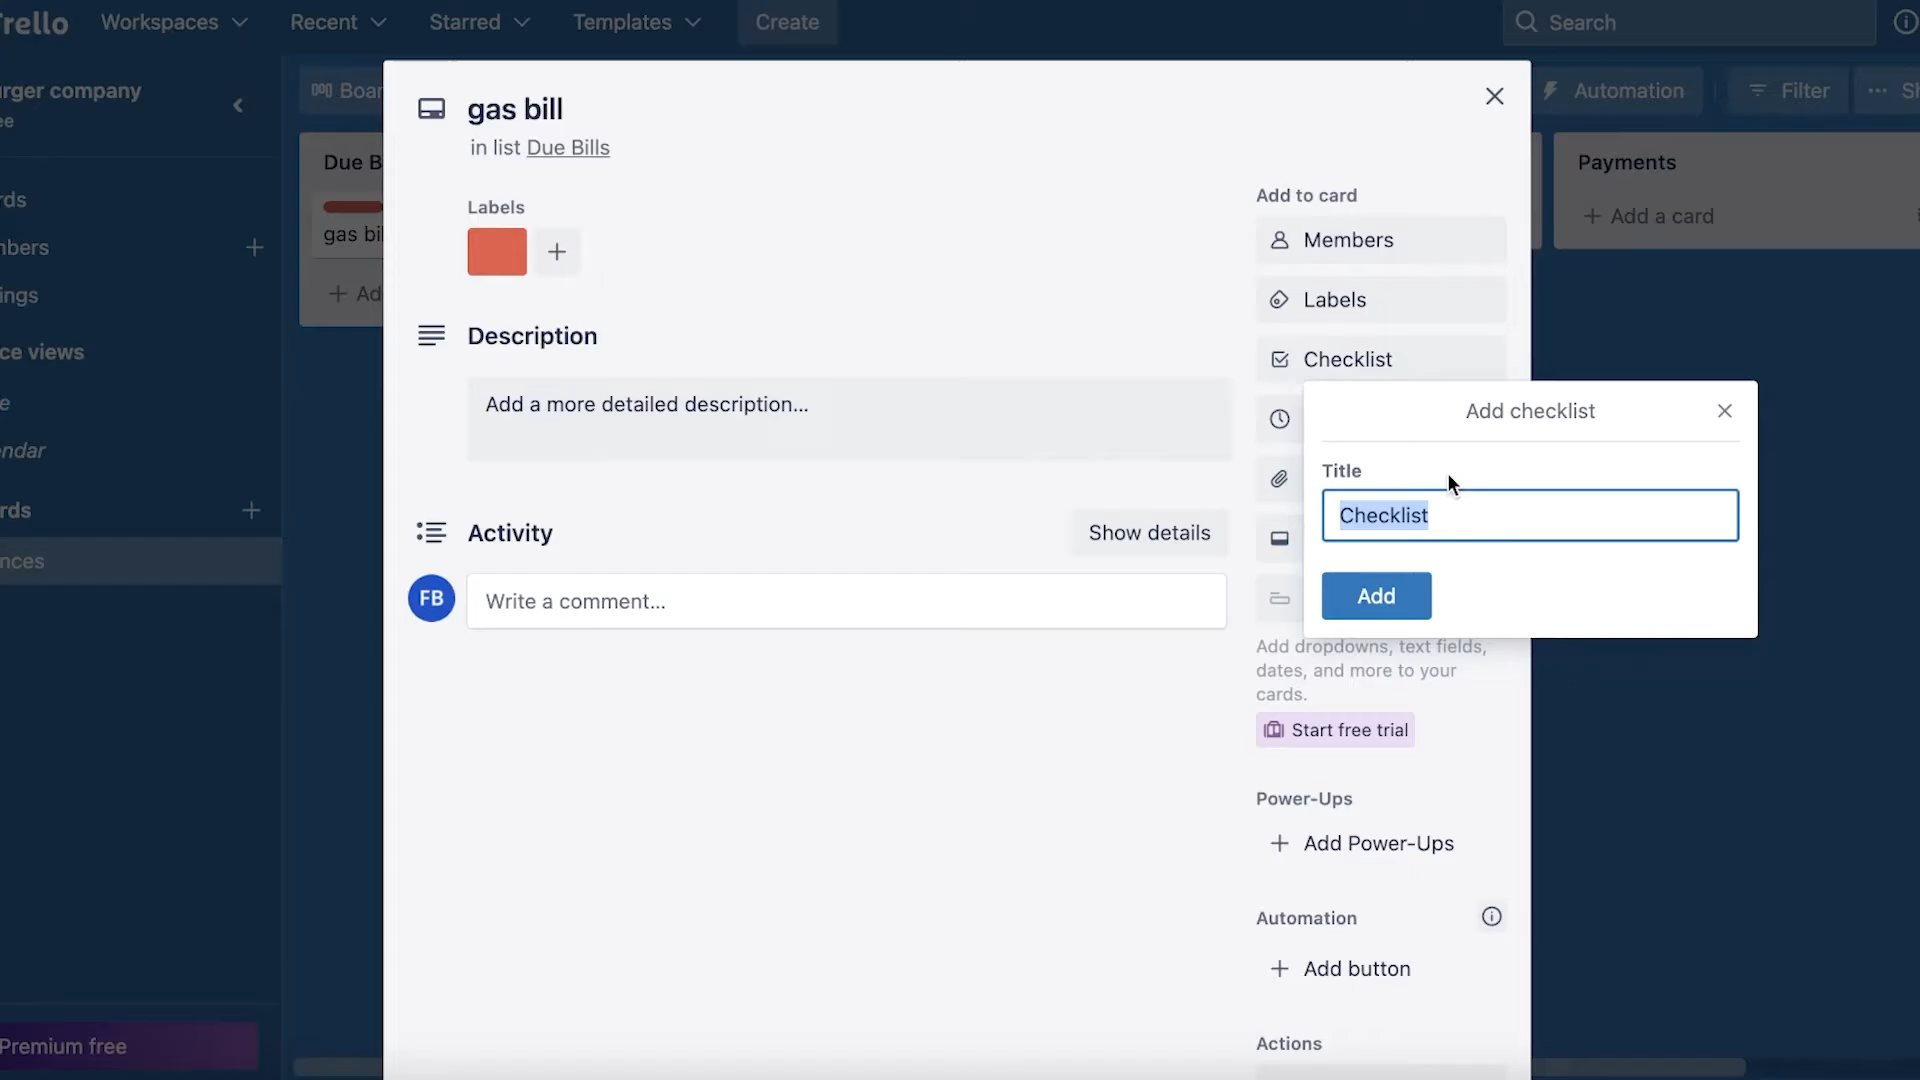 rello
Workspaces
Recent
Starred
Templates
Create
Search
urger company
ee
rds
nbers
ings
ce views
e
endar
rds
nces
Premium free
Boar
Automation
Filter
Sh
Due B
gas bil
Ad
Payments
Add a card
gas bill
in list Due Bills
Labels
Description
Add a more detailed description...
Activity
Show details
FB
Write a comment...
Add to card
Members
Labels
Checklist
Add checklist
Title
Checklist
Add
Add dropdowns, text fields,
dates, and more to your
cards.
Start free trial
Power-Ups
Add Power-Ups
Automation
Add button
Actions